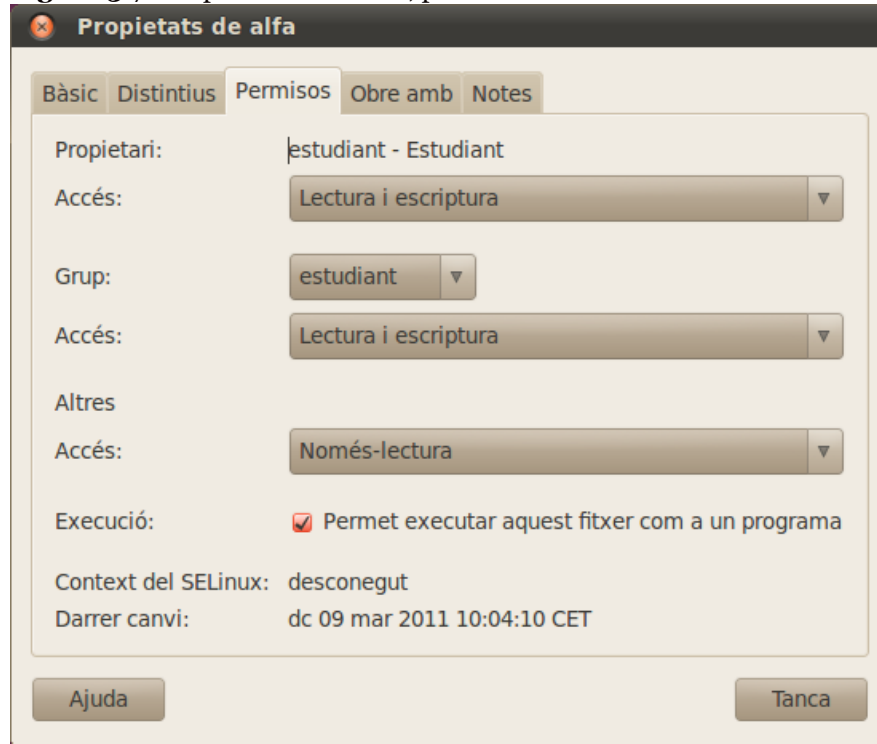 Propietats de alfa
Bàsic Distintius Permisos Obre amb Notes
Propietari: estudiant - Estudiant
Accés: Lectura i escriptura
Grup: estudiant
Accés: Lectura i escriptura
Altres
Accés: Només-lectura
Execució: Permet executar aquest fitxer com a un programa
Context del SELinux: desconegut
Darrer canvi: dc 09 mar 2011 10:04:10 CET
Ajuda Tanca